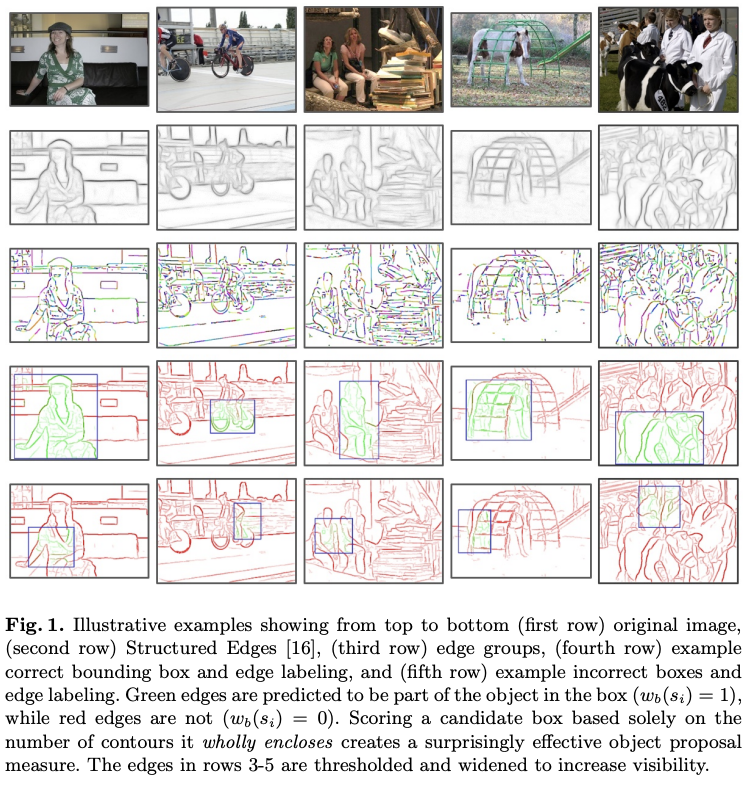 Fig. 1. Illustrative examples showing from top to bottom (first row) original image,
(second row) Structured Edges [16], (third row) edge groups, (fourth row) example
correct bounding box and edge labeling, and (fifth row) example incorrect boxes and
edge labeling. Green edges are predicted to be part of the object in the box (w_b(s_i) = 1),
while red edges are not (w_b(s_i) = 0). Scoring a candidate box based solely on the
number of contours it wholly encloses creates a surprisingly effective object proposal
measure. The edges in rows 3-5 are thresholded and widened to increase visibility.